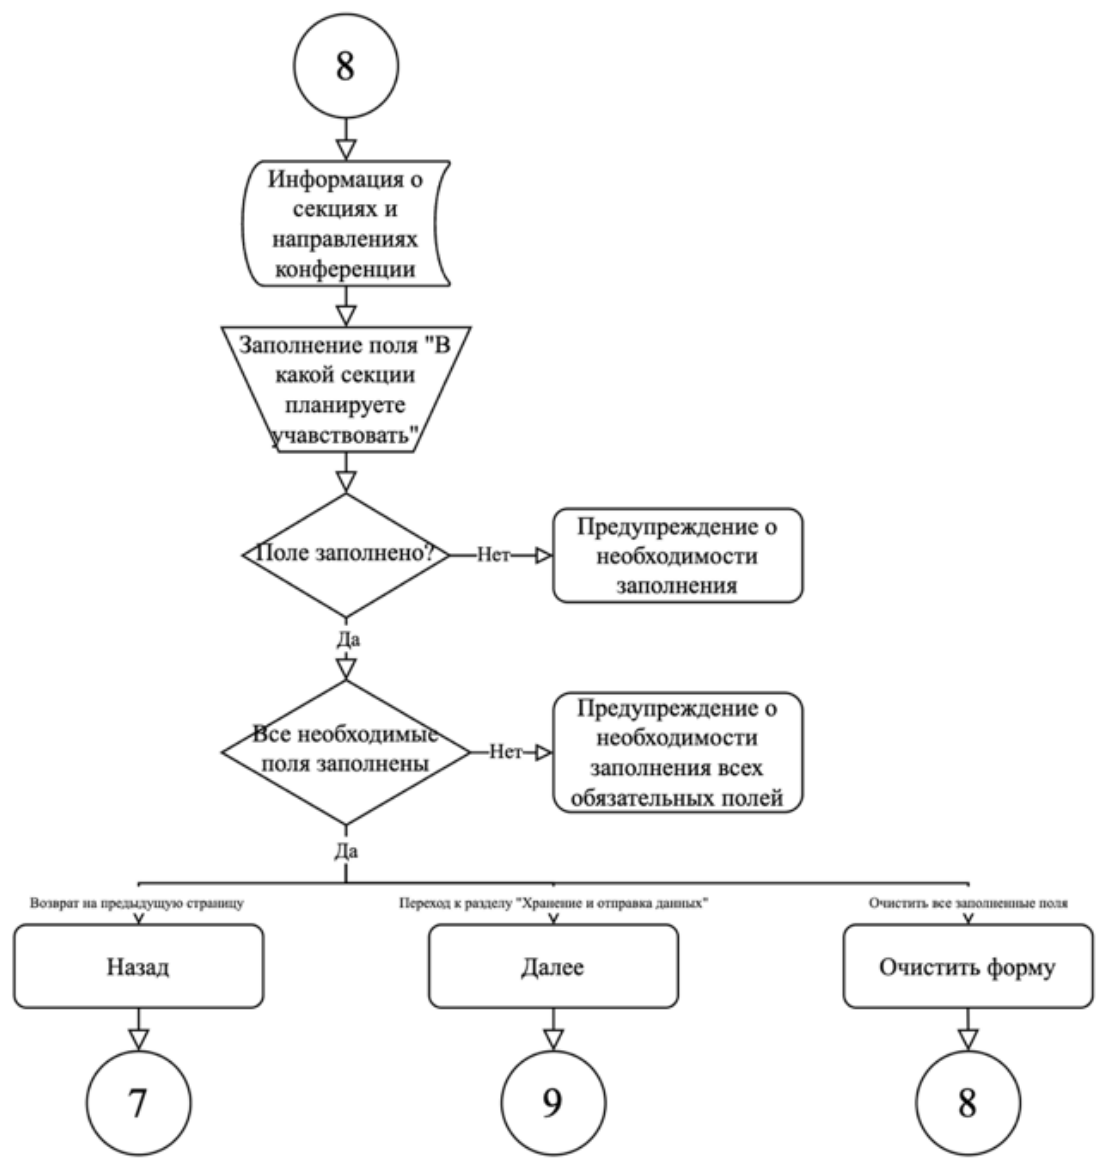 8
Информация о
секциях и
направлениях
конференции
Заполнение поля "В
какой секции
планируете
учавствовать"
Поле заполнено?
Нет
Предупреждение о
необходимости
заполнения
Да
Все необходимые
поля заполнены
Нет
Предупреждение о
необходимости
заполнения всех
обязательных полей
Да
Возврат на предыдущую страницу
Переход к разделу "Хранение и отправка данных"
Очистить все заполненные поля
Назад
Далее
Очистить форму
7
9
8